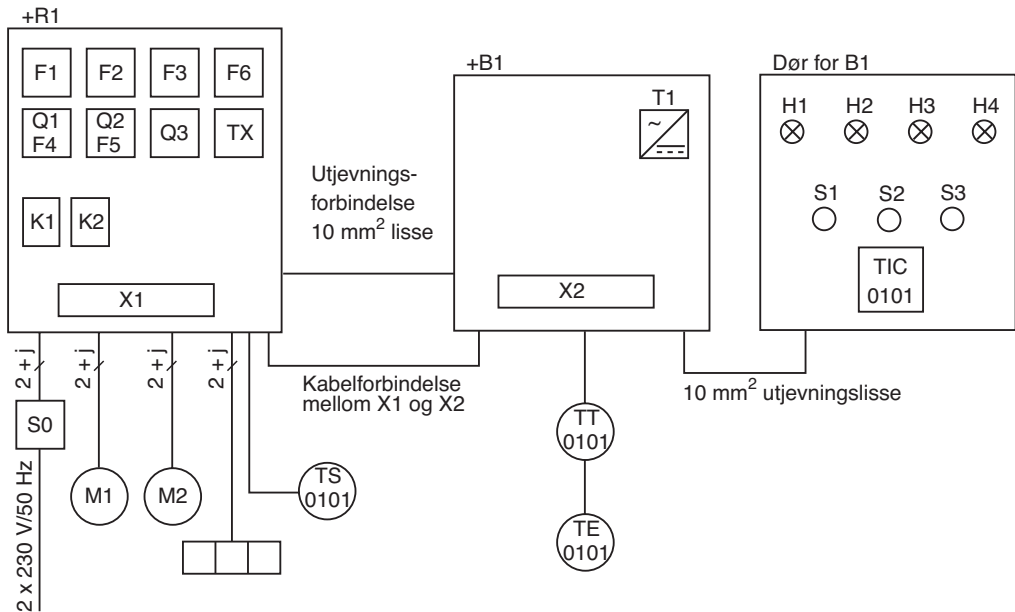 +R1
F1 F2 F3 F6
Q1 Q2 Q3 TX
F4 F5
K1 K2
X1
Utjevnings-
forbindelse
10 mm² lisse
+B1
T1
X2
Dør for B1
H1 H2 H3 H4
S1 S2 S3
TIC
0101
2 + j 2 + j 2 + j 2 + j
Kabelforbindelse
mellom X1 og X2
10 mm² utjevningslisse
S0
M1 M2
TS
0101
TT
0101
TE
0101
2 x 230 V/50 Hz